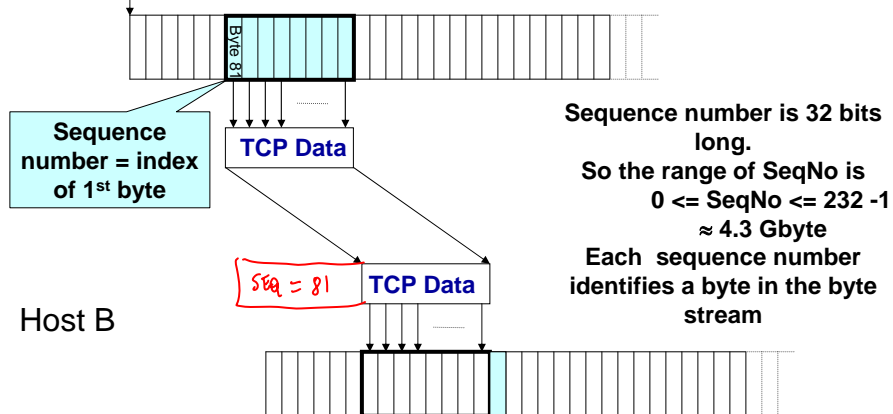 Byte 81
Sequence
number = index
of 1st byte
TCP Data
Sequence number is 32 bits
long.
So the range of SeqNo is
0 <= SeqNo <= 232 -1
≈ 4.3 Gbyte
Each sequence number
identifies a byte in the byte
stream
SEQ = 81
TCP Data
Host B